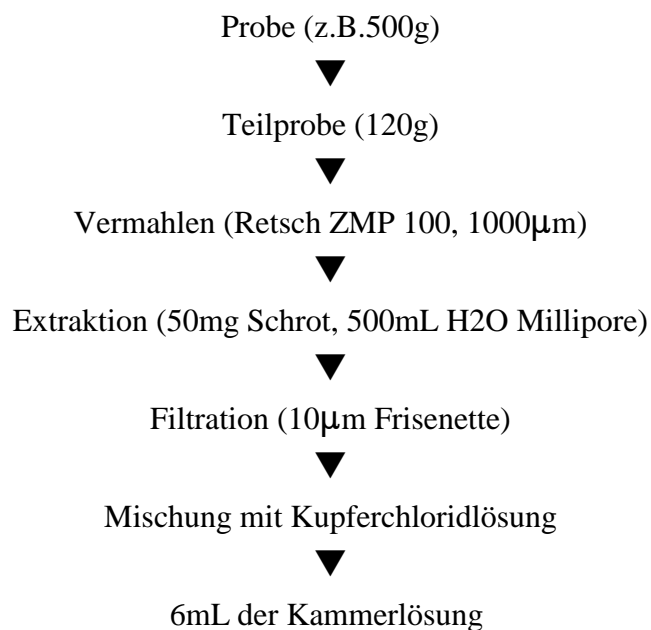 Probe (z.B.500g)
Teilprobe (120g)
Vermahlen (Retsch ZMP 100, 1000μm)
Extraktion (50mg Schrot, 500mL H2O Millipore)
Filtration (10μm Frisenette)
Mischung mit Kupferchloridlösung
6mL der Kammerlösung